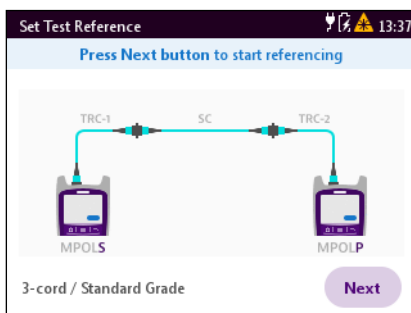 Set Test Reference 13:37
Press Next button to start referencing
TRC-1 SC TRC-2
MPOLS MPOLP
3-cord / Standard Grade Next